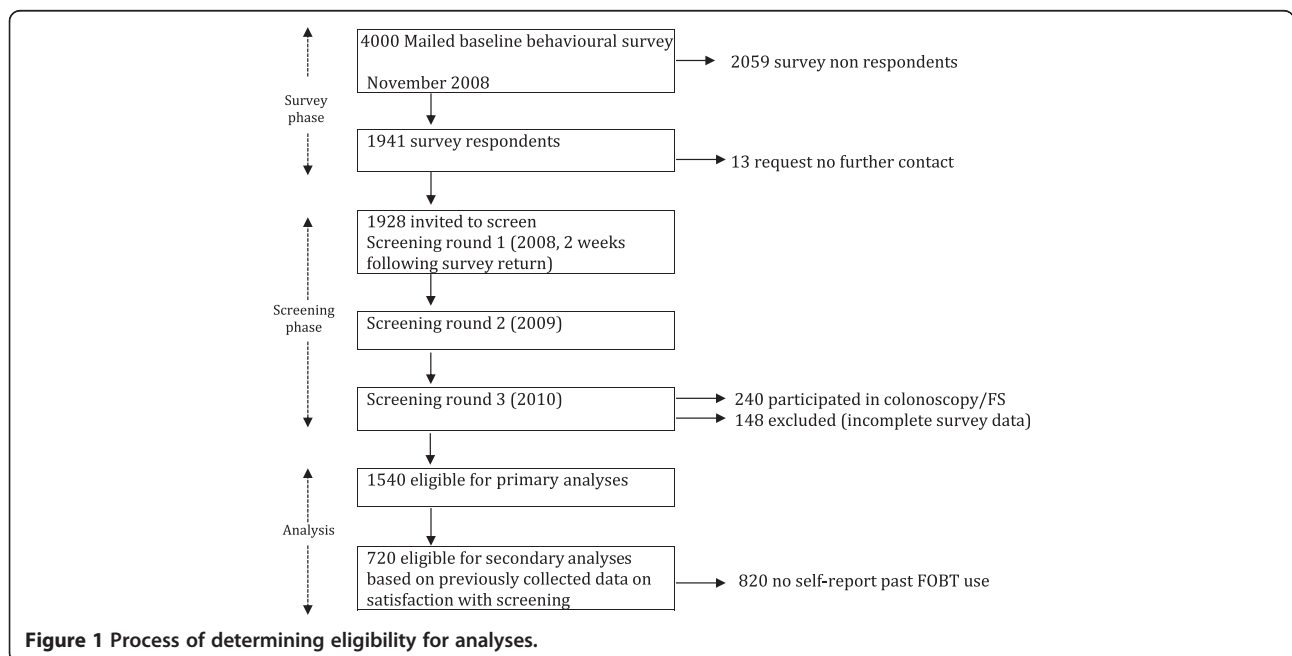 4000 Mailed baseline behavioural survey
November 2008
2059 survey non respondents
Survey
phase
1941 survey respondents
13 request no further contact
1928 invited to screen
Screening round 1 (2008, 2 weeks
following survey return)
Screening
phase
Screening round 2 (2009)
Screening round 3 (2010)
240 participated in colonoscopy/FS
148 excluded (incomplete survey data)
1540 eligible for primary analyses
Analysis
720 eligible for secondary analyses
based on previously collected data on
satisfaction with screening
820 no self-report past FOBT use
Figure 1 Process of determining eligibility for analyses.